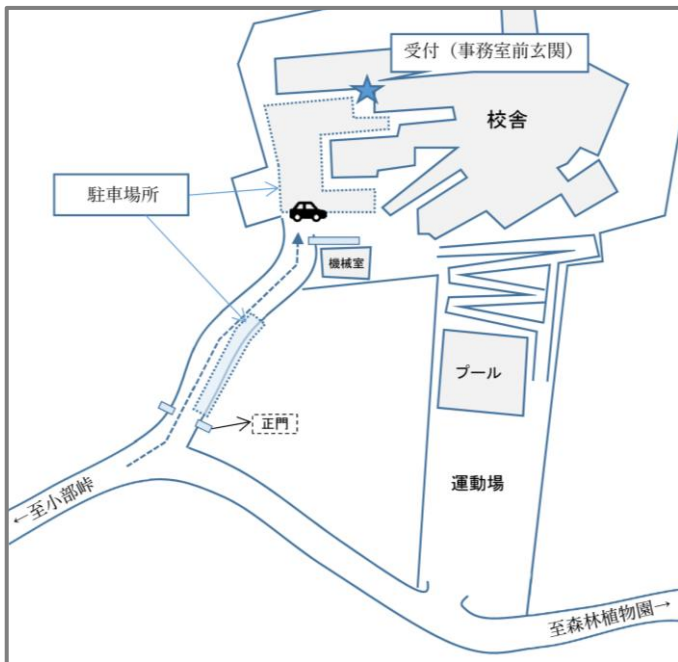 受付（事務室前玄関）
校舎
駐車場所
機械室
プール
正門
運動場
←至小部峠
至森林植物園→